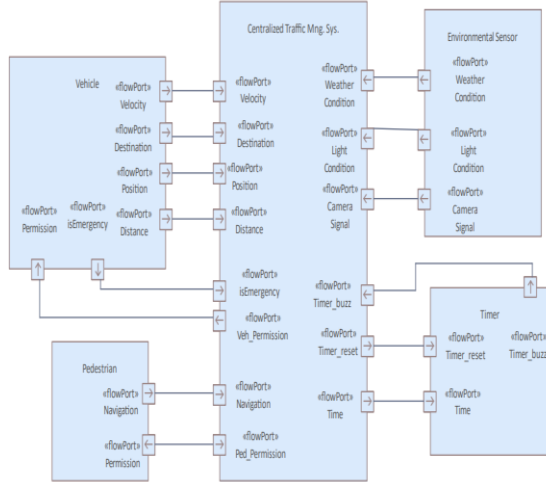 Vehicle
«flowPort»
Velocity
«flowPort»
Destination
«flowPort»
Position
«flowPort»
Permission
«flowPort»
isEmergency
«flowPort»
Distance
Centralized Traffic Mng. Sys.
«flowPort»
Velocity
«flowPort»
Destination
«flowPort»
Position
«flowPort»
Distance
«flowPort»
isEmergency
«flowPort»
Veh_Permission
«flowPort»
Navigation
«flowPort»
Ped_Permission
«flowPort»
Weather
Condition
«flowPort»
Light
Condition
«flowPort»
Camera
Signal
«flowPort»
Timer_buzz
«flowPort»
Timer_reset
«flowPort»
Time
Environmental Sensor
«flowPort»
Weather
Condition
«flowPort»
Light
Condition
«flowPort»
Camera
Signal
Timer
«flowPort»
Timer_reset
«flowPort»
Timer_buzz
«flowPort»
Time
Pedestrian
«flowPort»
Navigation
«flowPort»
Permission